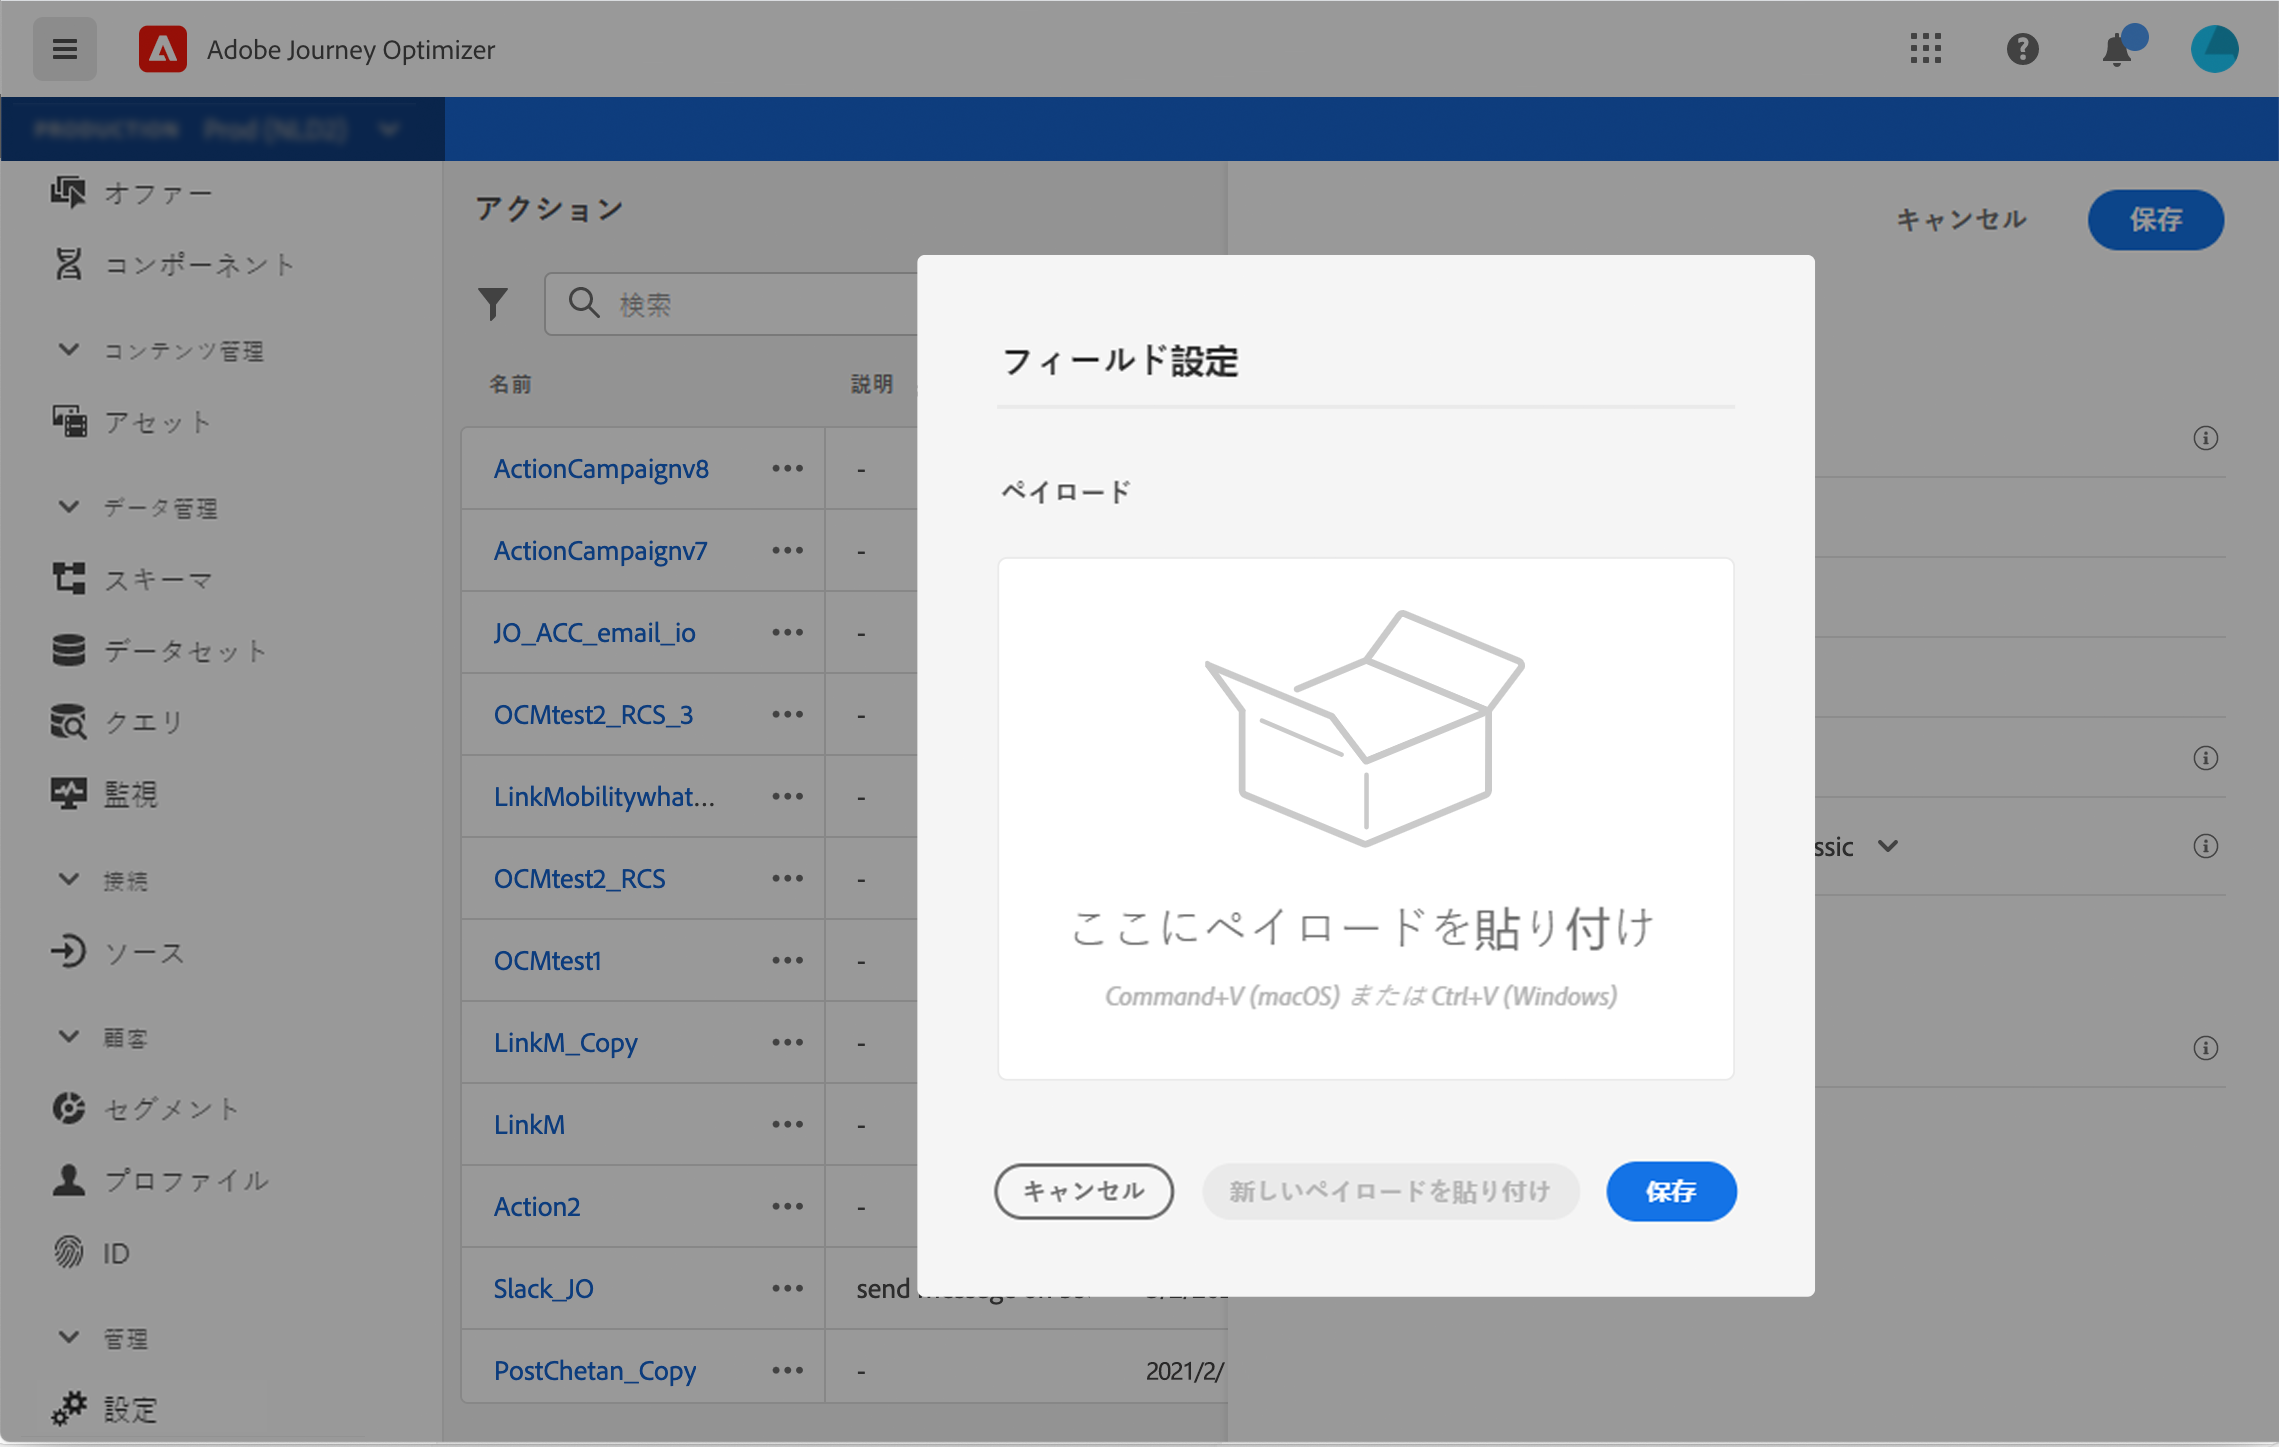 Adobe Journey Optimizer
PRODUCTION Prod (NLD2)
オファー
コンポーネント
コンテンツ管理
アセット
データ管理
スキーマ
データセット
クエリ
監視
接続
ソース
顧客
セグメント
プロファイル
ID
管理
設定
アクション
検索
名前 説明
ActionCampaignv8 ••• -
ActionCampaignv7 ••• -
JO_ACC_email_io ••• -
OCMtest2_RCS_3 ••• -
LinkMobilitywhat... ••• -
OCMtest2_RCS ••• -
OCMtest1 ••• -
LinkM_Copy ••• -
LinkM ••• -
Action2 ••• -
Slack_JO ••• send
PostChetan_Copy ••• - 2021/2/
キャンセル 保存
ssic
フィールド設定
ペイロード
ここにペイロードを貼り付け
Command+V (macOS) または Ctrl+V (Windows)
キャンセル 新しいペイロードを貼り付け 保存